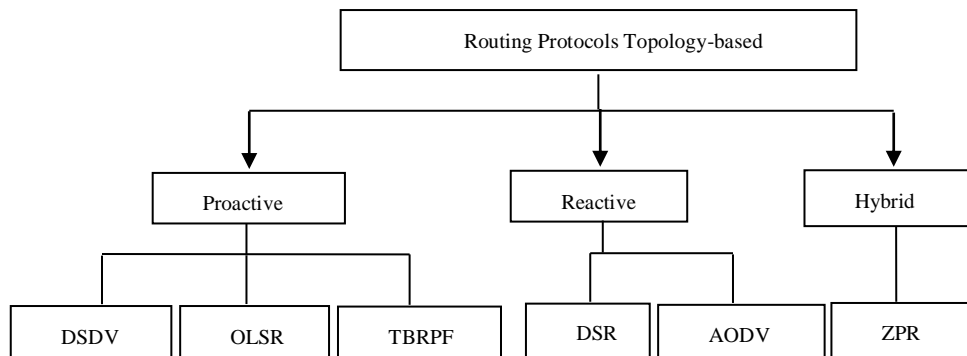 Routing Protocols Topology-based
Proactive
Reactive
Hybrid
DSDV
OLSR
TBRPF
DSR
AODV
ZPR